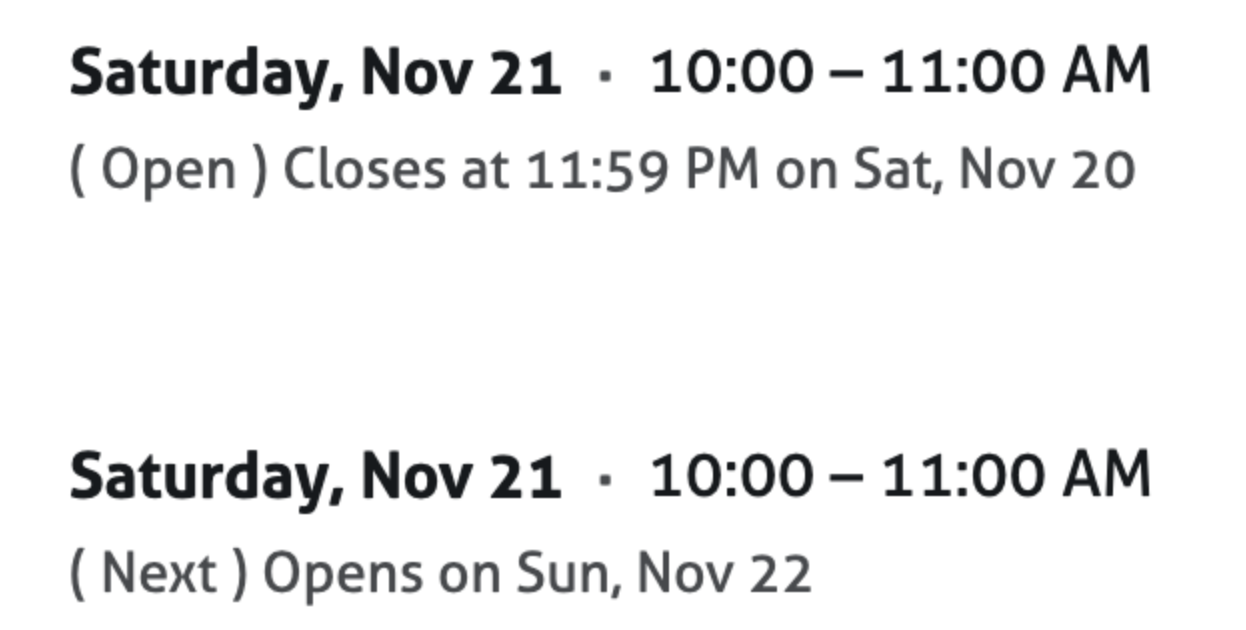 Saturday, Nov 21 · 10:00 – 11:00 AM
( Open ) Closes at 11:59 PM on Sat, Nov 20
Saturday, Nov 21 · 10:00 – 11:00 AM
( Next ) Opens on Sun, Nov 22